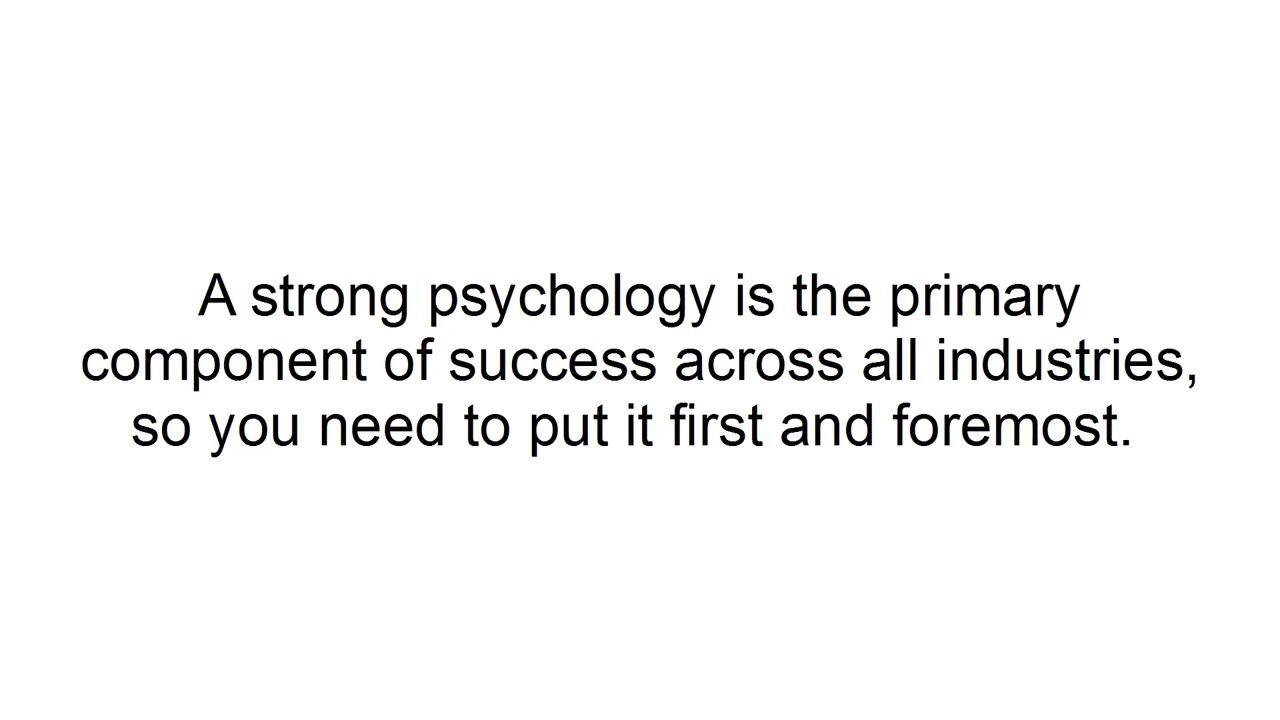 A strong psychology is the primary
component of success across all industries,
so you need to put it first and foremost.